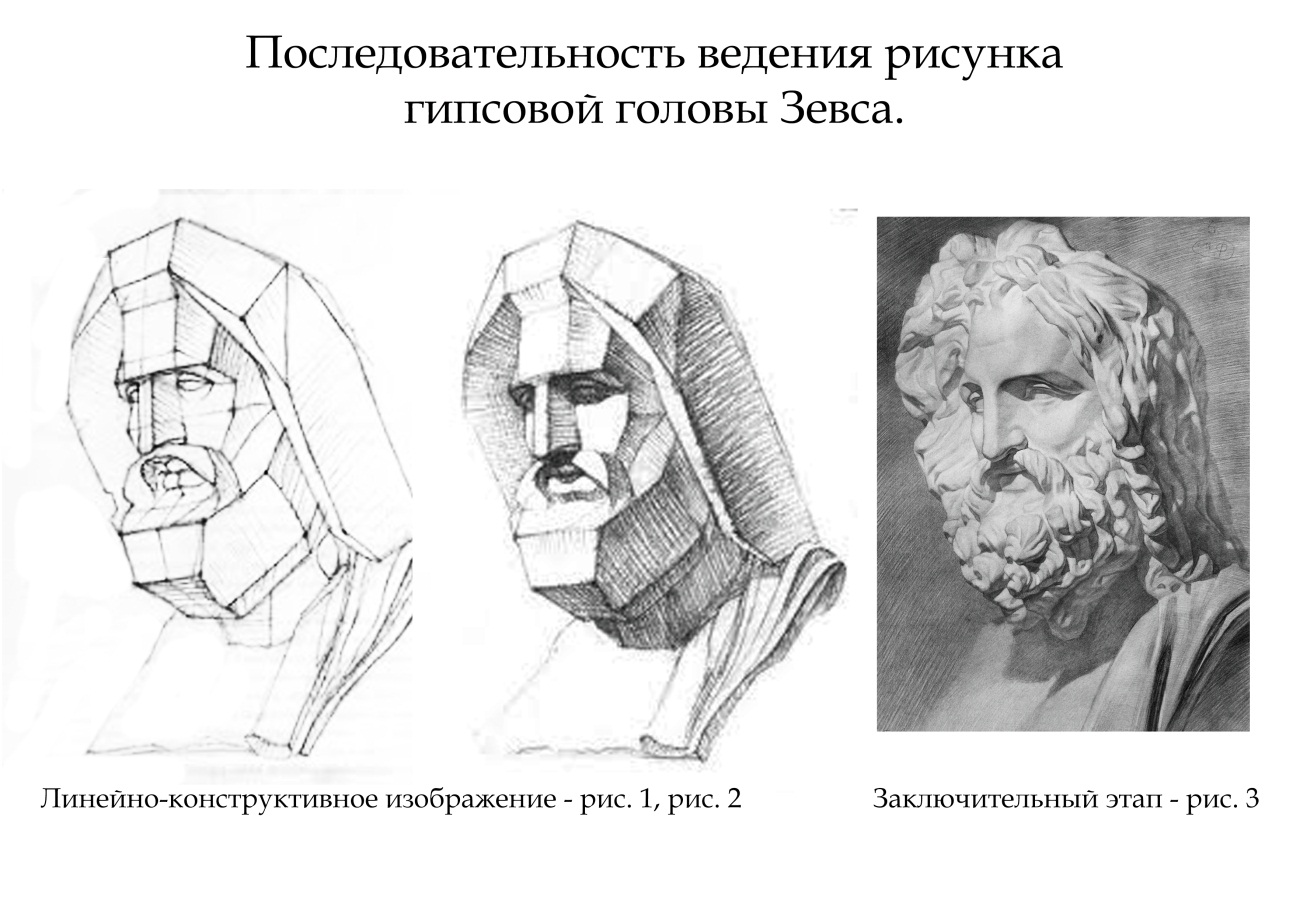 Последовательность ведения рисунка
гипсовой головы Зевса.
Линейно-конструктивное изображение - рис. 1, рис. 2
Заключительный этап - рис. 3